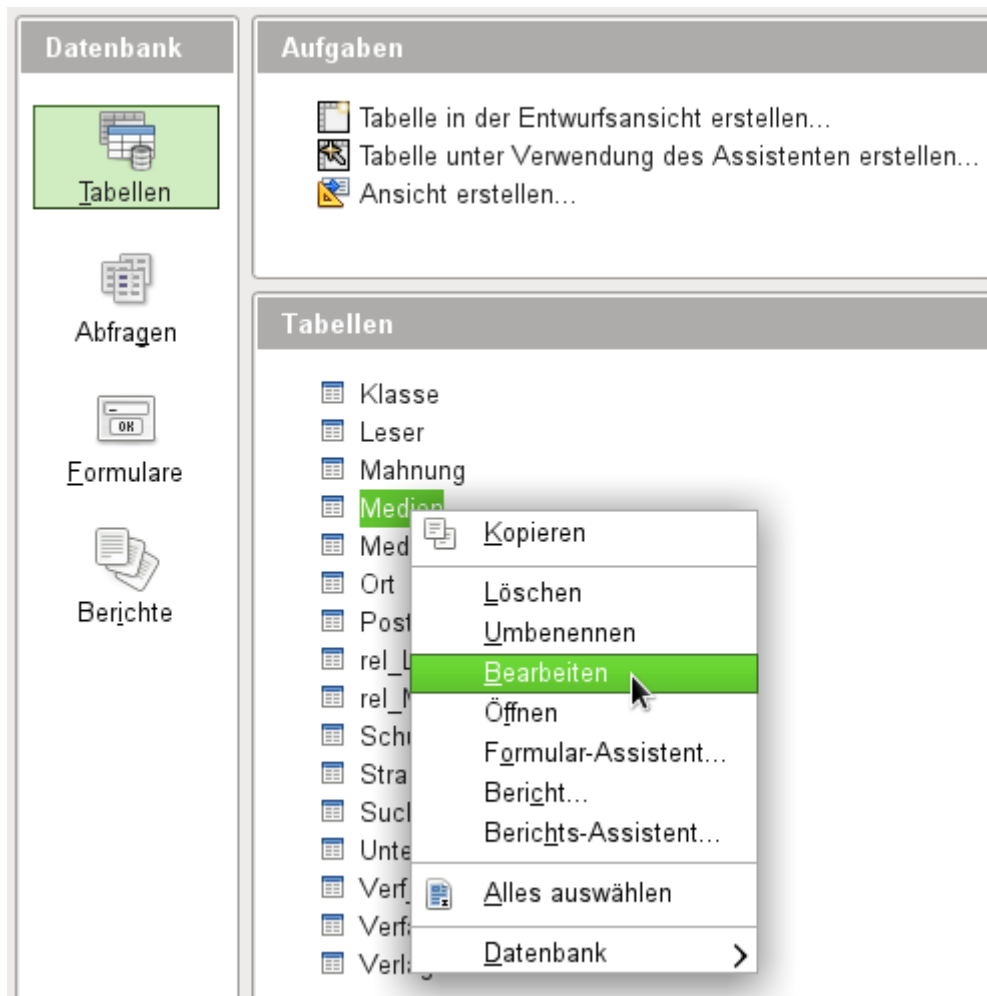 Datenbank
Tabellen
Abfragen
Formulare
Berichte
Aufgaben
Tabelle in der Entwurfsansicht erstellen...
Tabelle unter Verwendung des Assistenten erstellen...
Ansicht erstellen...
Tabellen
Klasse
Leser
Mahnung
Medien
Ort
Kopieren
Löschen
Umbenennen
Bearbeiten
Öffnen
Formular-Assistent...
Bericht...
Berichts-Assistent...
Alles auswählen
Datenbank